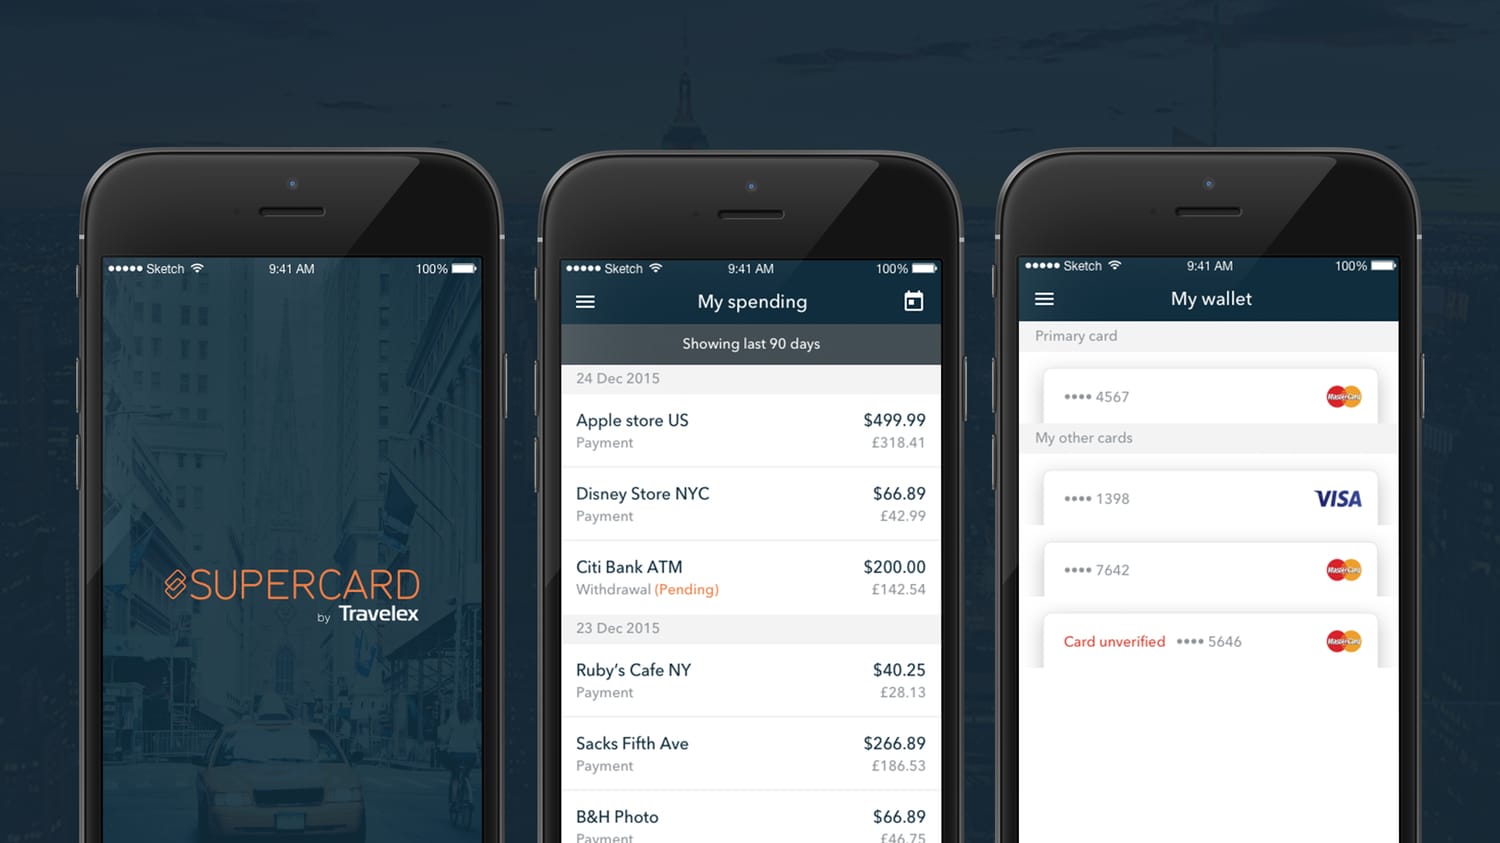 ●●●●● Sketch 9:41 AM 100%
SUPERCARD
by Travelex
●●●●● Sketch 9:41 AM 100%
My spending
Showing last 90 days
24 Dec 2015
Apple store US $499.99
Payment £318.41
Disney Store NYC $66.89
Payment £42.99
Citi Bank ATM $200.00
Withdrawal (Pending) £142.54
23 Dec 2015
Ruby’s Cafe NY $40.25
Payment £28.13
Sacks Fifth Ave $266.89
Payment £186.53
B&H Photo $66.89
Payment £46.75
●●●●● Sketch 9:41 AM 100%
My wallet
Primary card
•••• 4567 MasterCard
My other cards
•••• 1398 VISA
•••• 7642 MasterCard
Card unverified •••• 5646 MasterCard